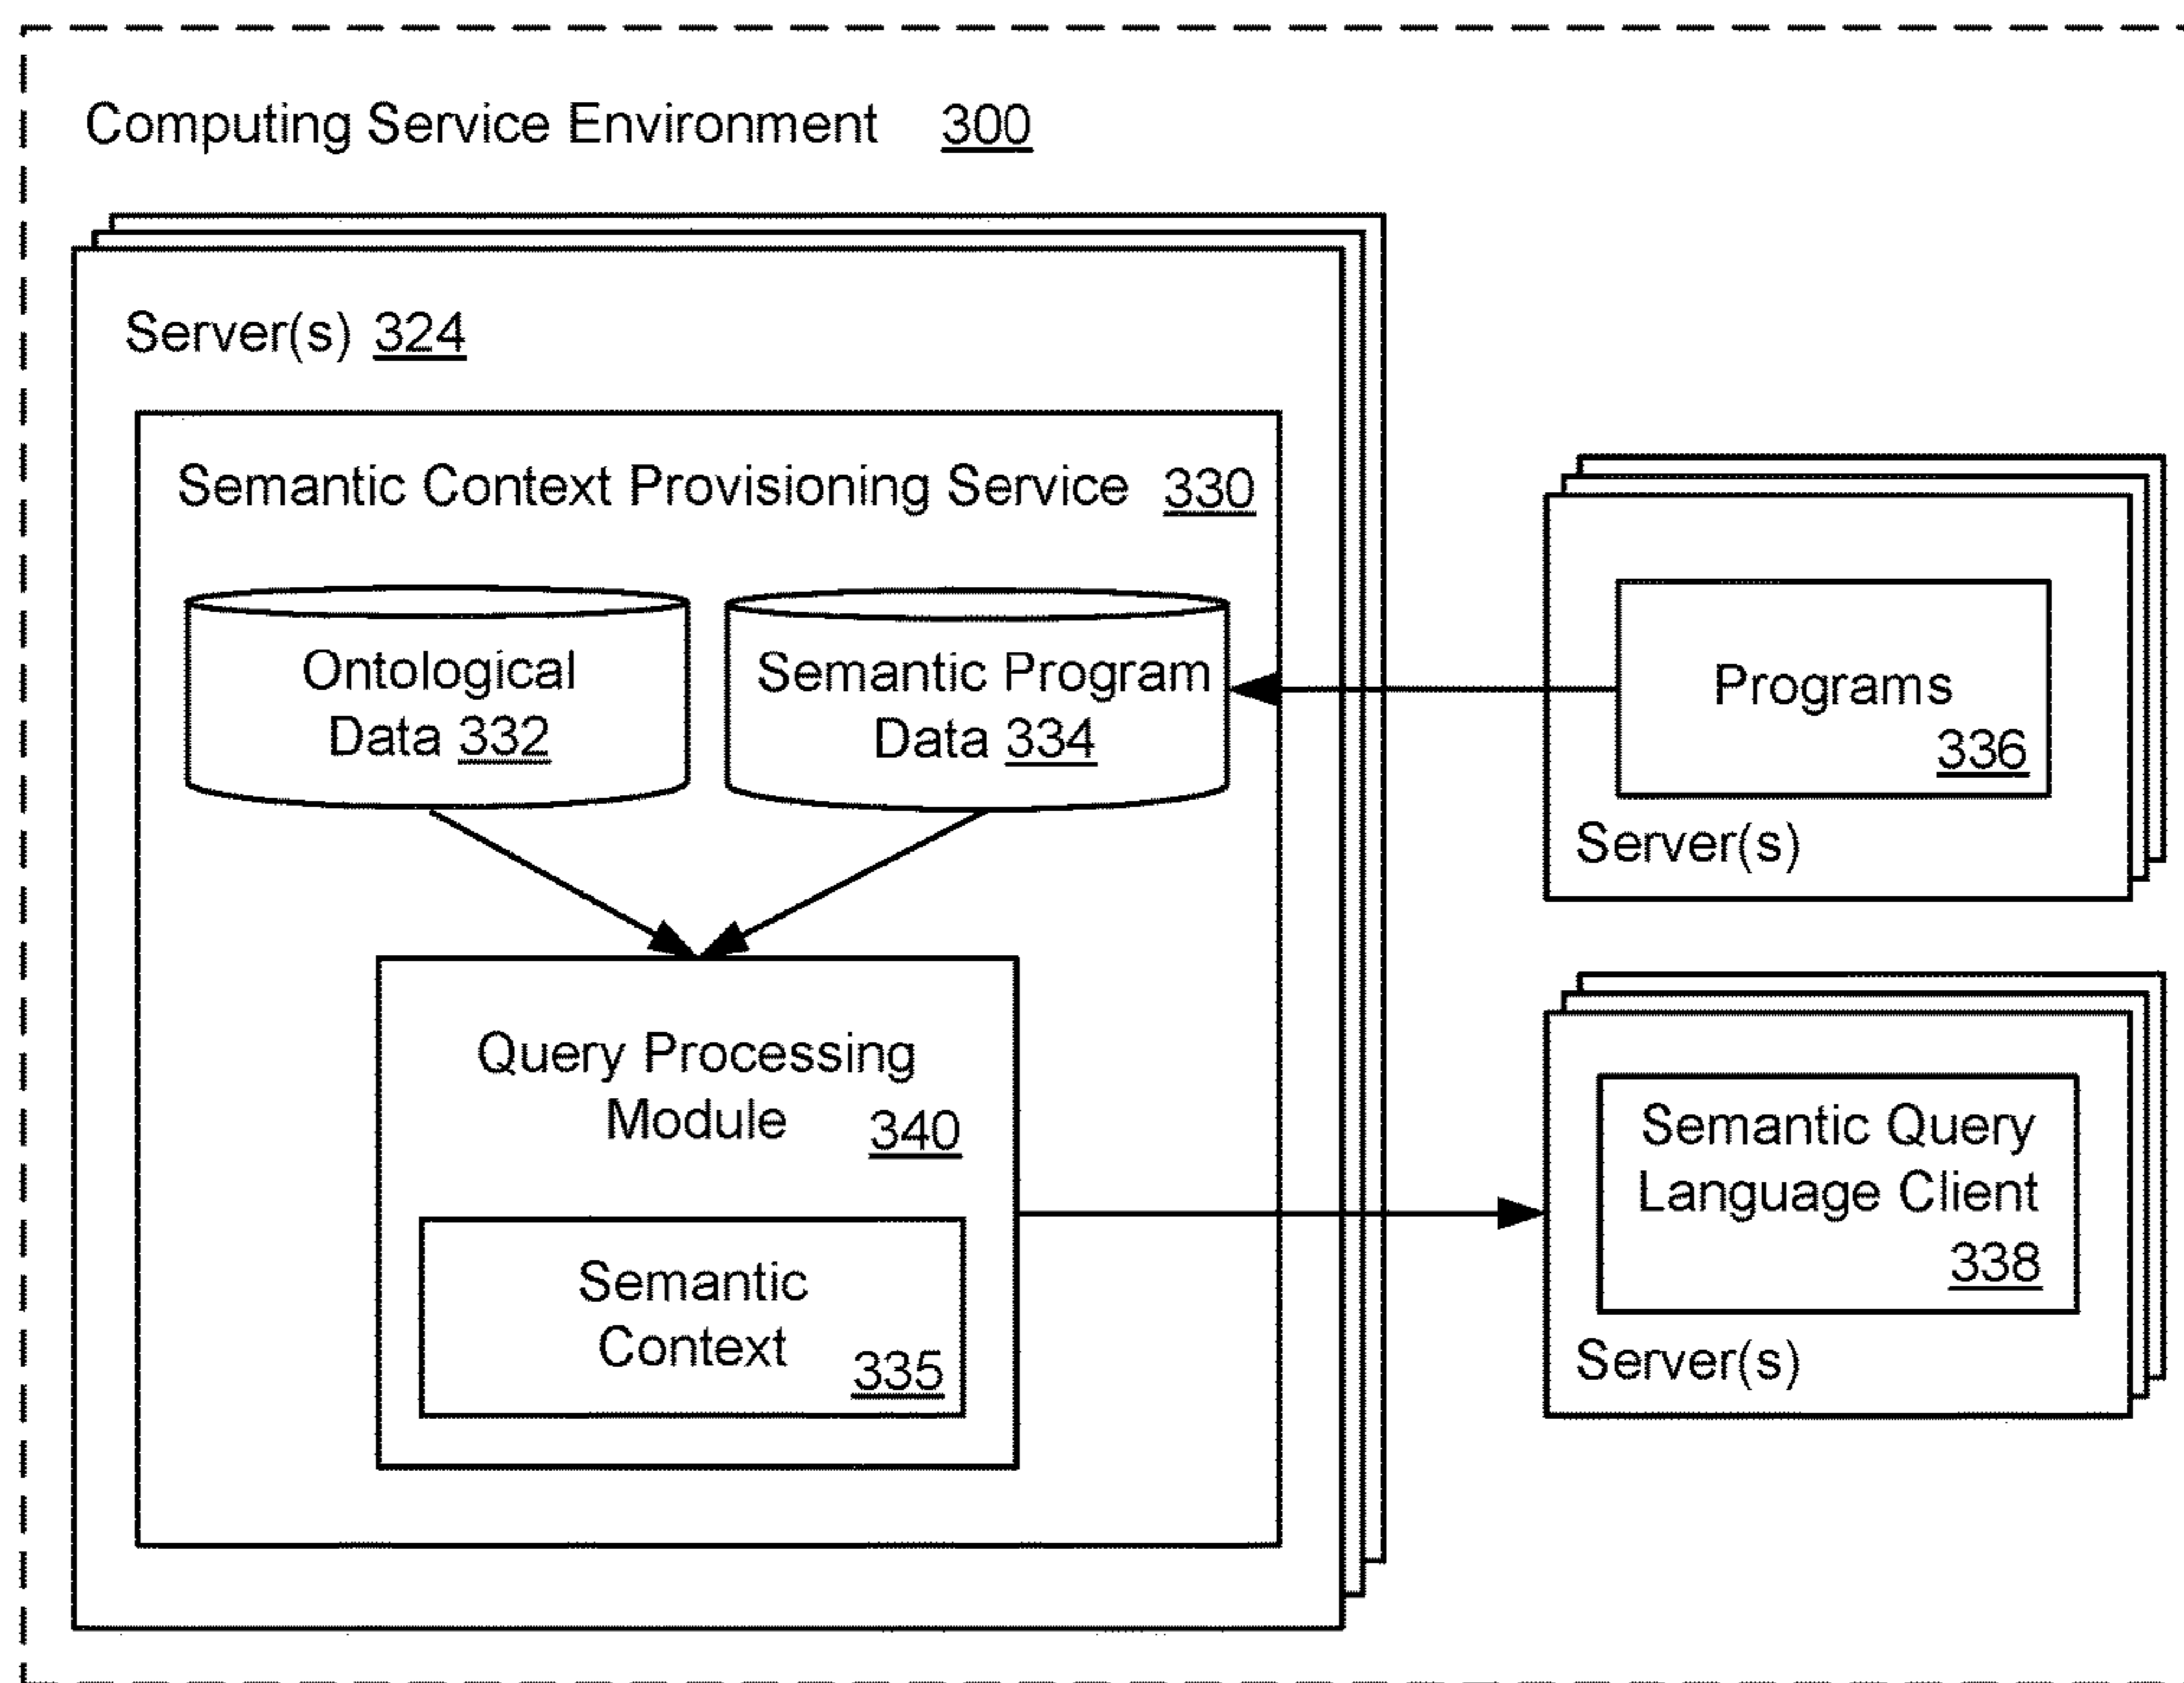 Computing Service Environment 300
Server(s) 324
Semantic Context Provisioning Service 330
Ontological
Data 332
Semantic Program
Data 334
Programs
336
Server(s)
Query Processing
Module 340
Semantic
Context 335
Semantic Query
Language Client
338
Server(s)